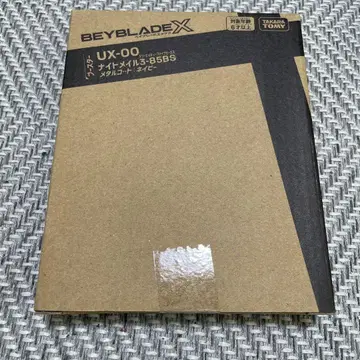 BEYBLADE X
対象年齢
6才以上
TAKARA
TOMY
ブースター
UX-00
ナイトメイル3-85BS
メタルコート:ネイビー